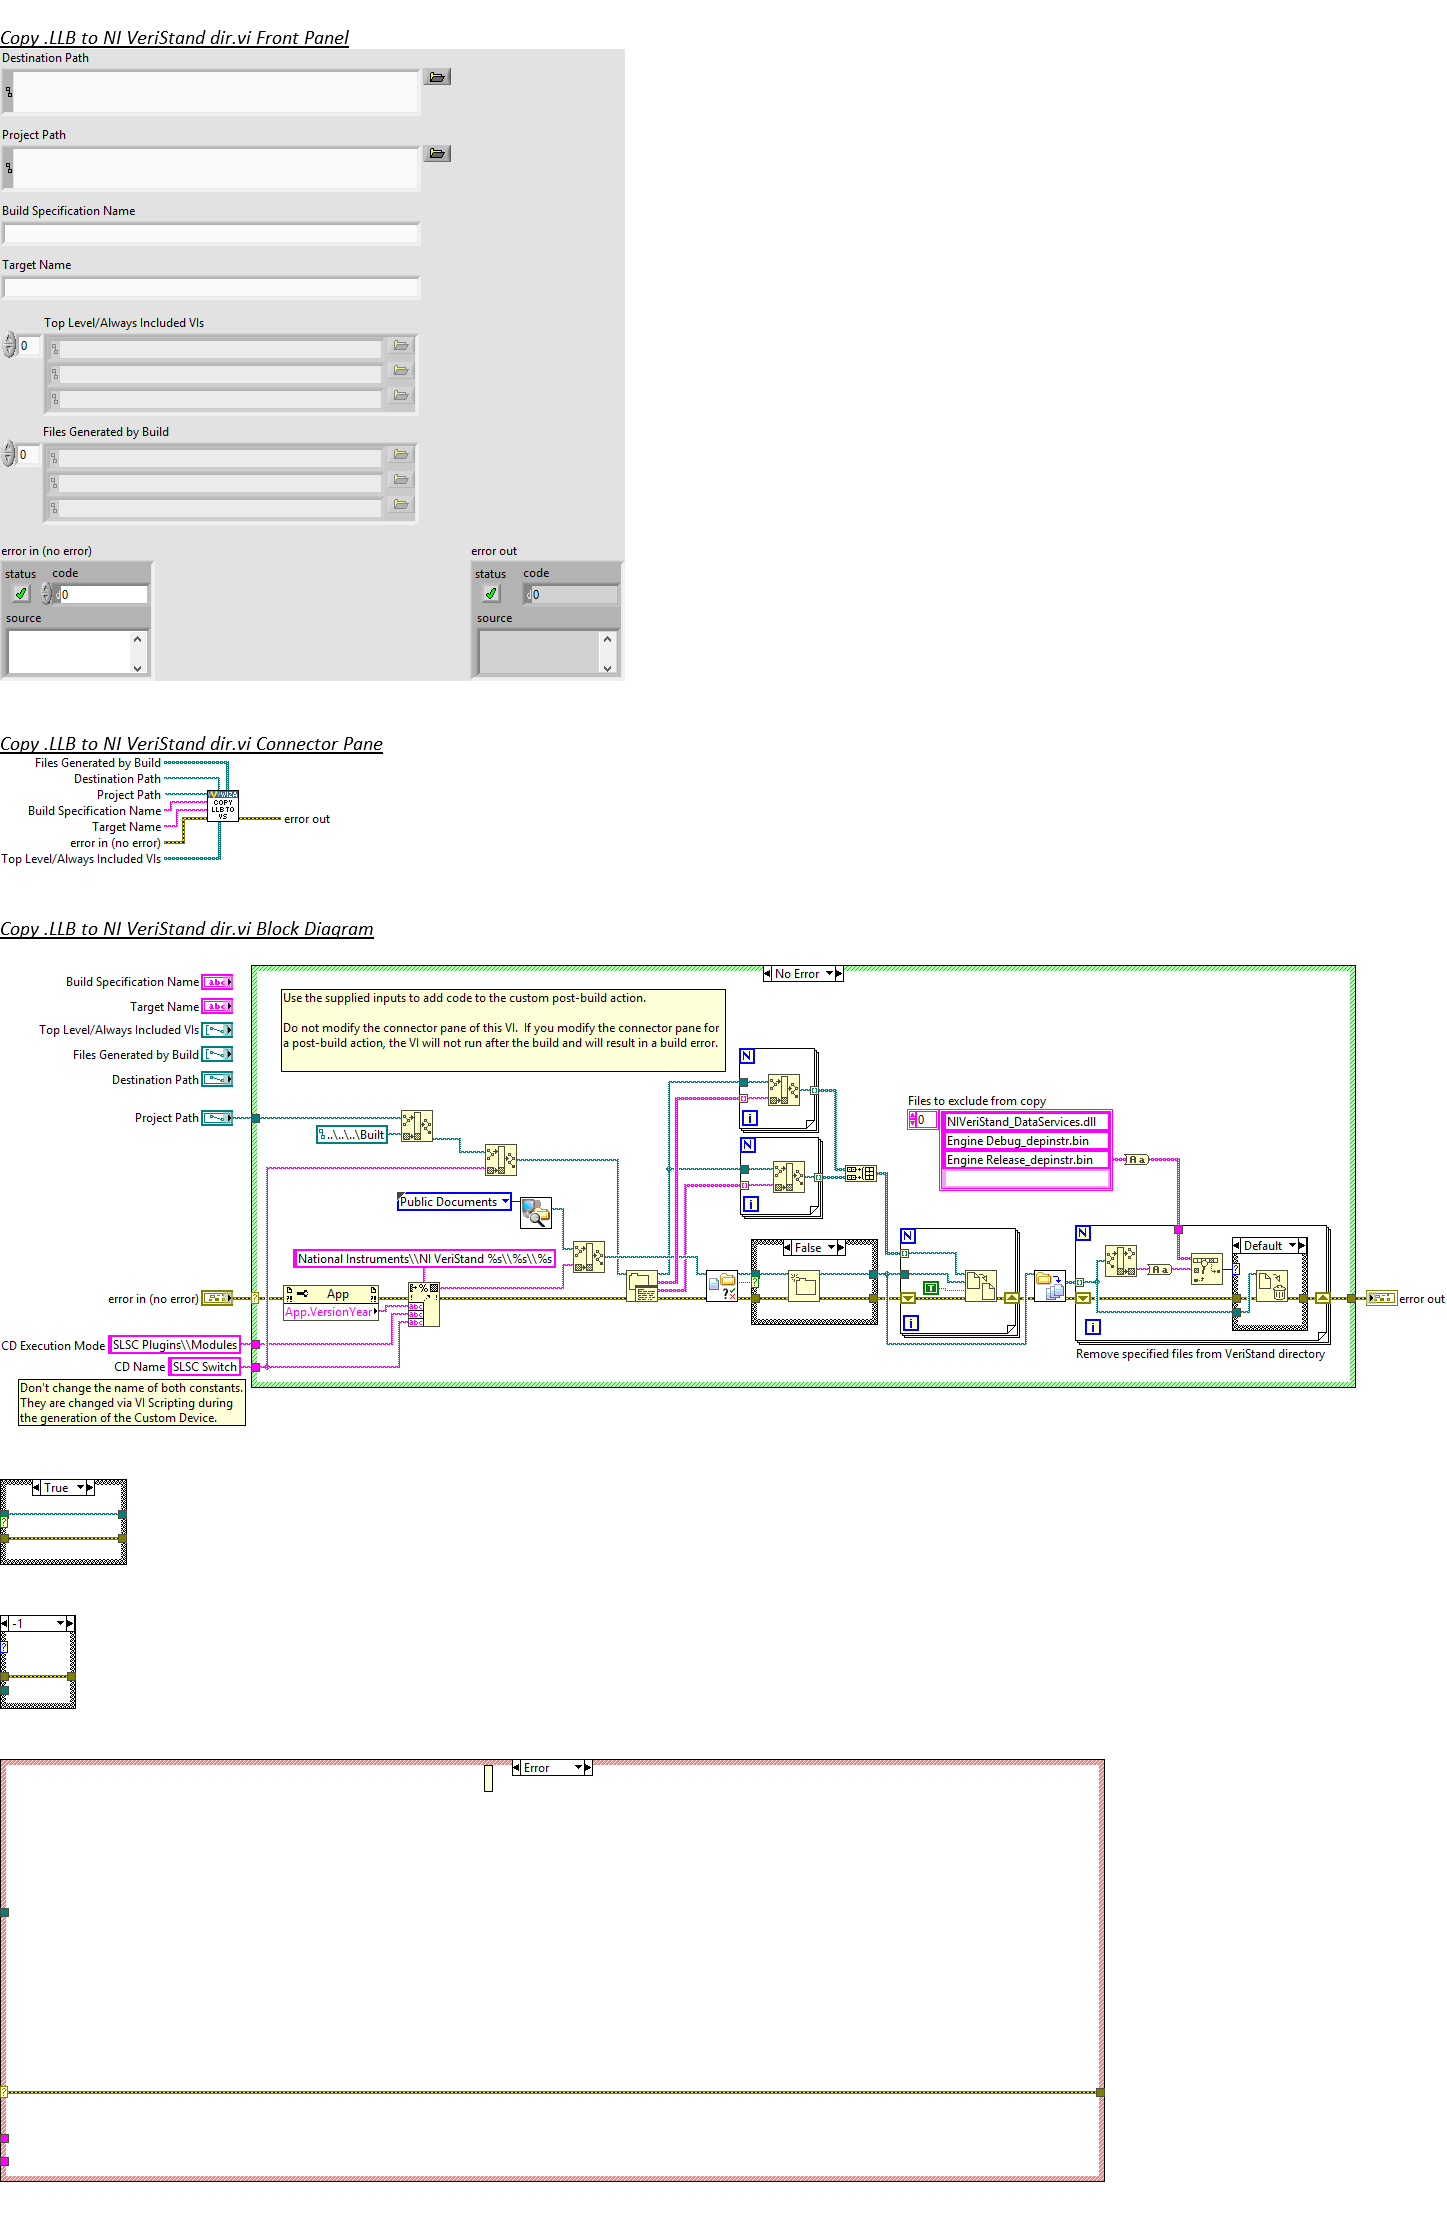 Copy .LLB to NI VeriStand dir.vi Front Panel
Destination Path
Project Path
Build Specification Name
Target Name
Top Level/Always Included VIs
0
Files Generated by Build
0
error in (no error)
error out
status code
0
source
status code
0
source
Copy .LLB to NI VeriStand dir.vi Connector Pane
Files Generated by Build
Destination Path
Project Path
Build Specification Name
Target Name
error in (no error)
Top Level/Always Included VIs
COPY
LLB TO
VS
error out
Copy .LLB to NI VeriStand dir.vi Block Diagram
Build Specification Name
abc
Target Name
abc
Top Level/Always Included VIs
Files Generated by Build
Destination Path
Project Path
No Error
Use the supplied inputs to add code to the custom post-build action.
Do not modify the connector pane of this VI. If you modify the connector pane for
a post-build action, the VI will not run after the build and will result in a build error.
..\..\..\Built
Public Documents
National Instruments\\NI VeriStand %s\\%s\\%s
error in (no error)
App
App.VersionYear
abc
abc
abc
CD Execution Mode
SLSC Plugins\\Modules
CD Name
SLSC Switch
Don't change the name of both constants.
They are changed via VI Scripting during
the generation of the Custom Device.
N
i
N
i
False
Files to exclude from copy
0
NIVeriStand_DataServices.dll
Engine Debug_depinstr.bin
Engine Release_depinstr.bin
A a
N
T
i
N
A a
Default
i
Remove specified files from VeriStand directory
error out
True
-1
Error